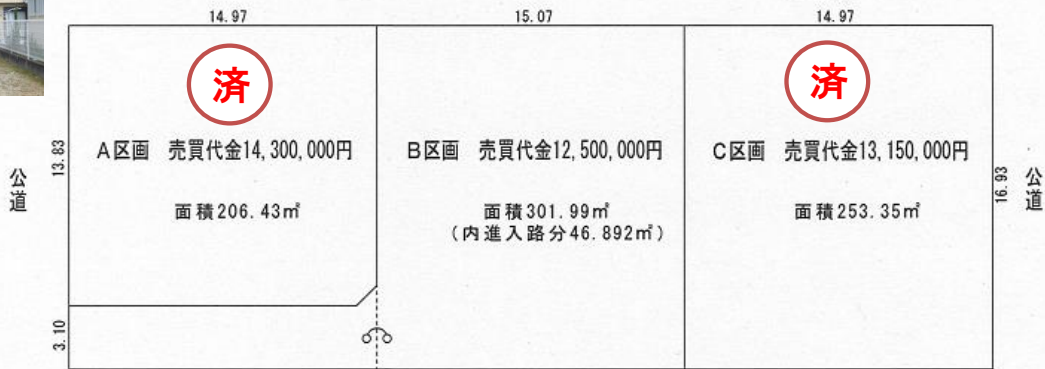 14.97
15.07
14.97
済
済
13.83
A区画 売買代金14,300,000円
B区画 売買代金12,500,000円
C区画 売買代金13,150,000円
公道
16.93
公道
面積206.43㎡
面積301.99㎡
(内進入路分46.892㎡)
面積253.35㎡
3.10